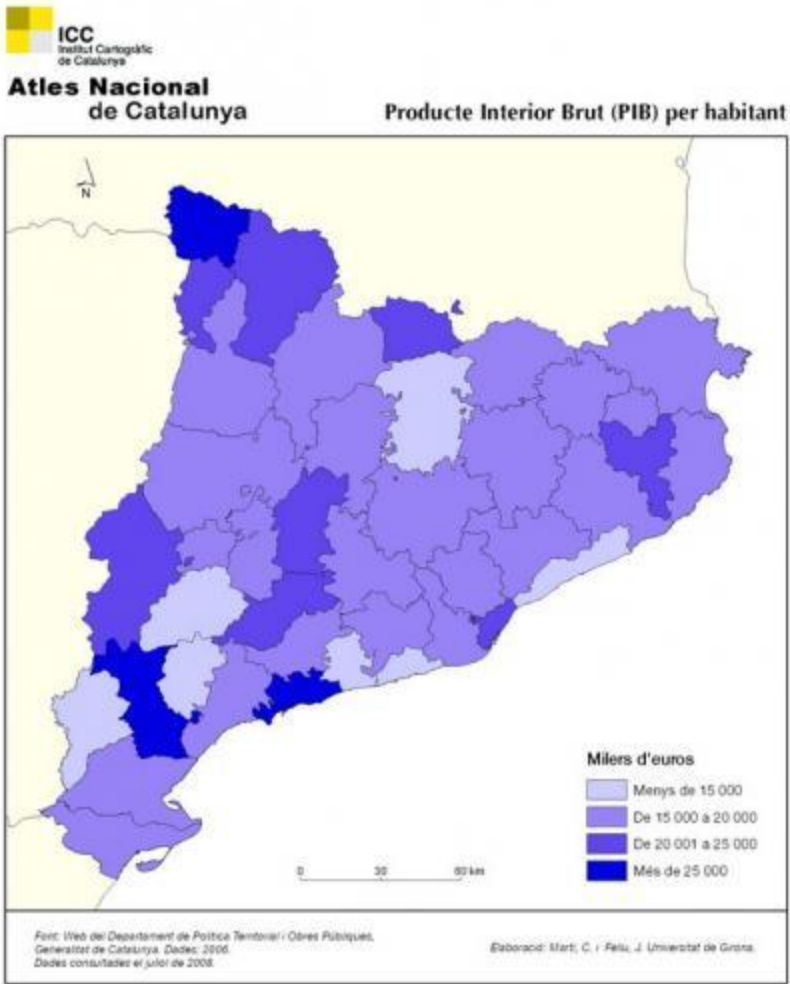 ICC
Institut Cartogràfic
de Catalunya
Atles Nacional
de Catalunya
Producte Interior Brut (PIB) per habitant
N
Milers d'euros
Menys de 15 000
De 15 000 a 20 000
De 20 001 a 25 000
Més de 25 000
0 30 60 km
Font: Web del Departament de Política Territorial i Obres Públiques,
Generalitat de Catalunya. Dades: 2006.
Dades consultades el juliol de 2008.
Elaboració: Martí, C. i Feliu, J. Universitat de Girona.